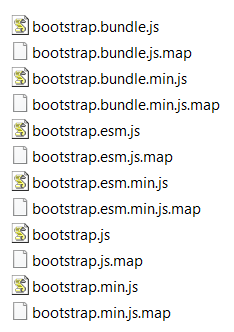 bootstrap.bundle.js
bootstrap.bundle.js.map
bootstrap.bundle.min.js
bootstrap.bundle.min.js.map
bootstrap.esm.js
bootstrap.esm.js.map
bootstrap.esm.min.js
bootstrap.esm.min.js.map
bootstrap.js
bootstrap.js.map
bootstrap.min.js
bootstrap.min.js.map